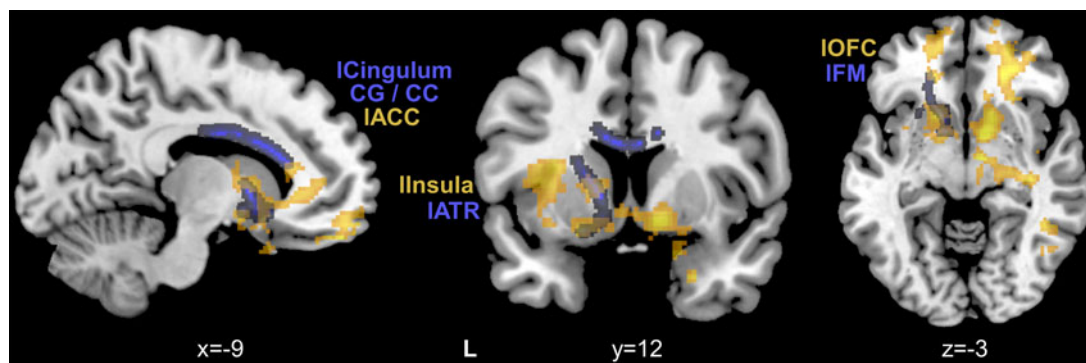 lCingulum
CG / CC
lACC
lInsula
lATR
lOFC
lFM
x=-9
L
y=12
z=-3